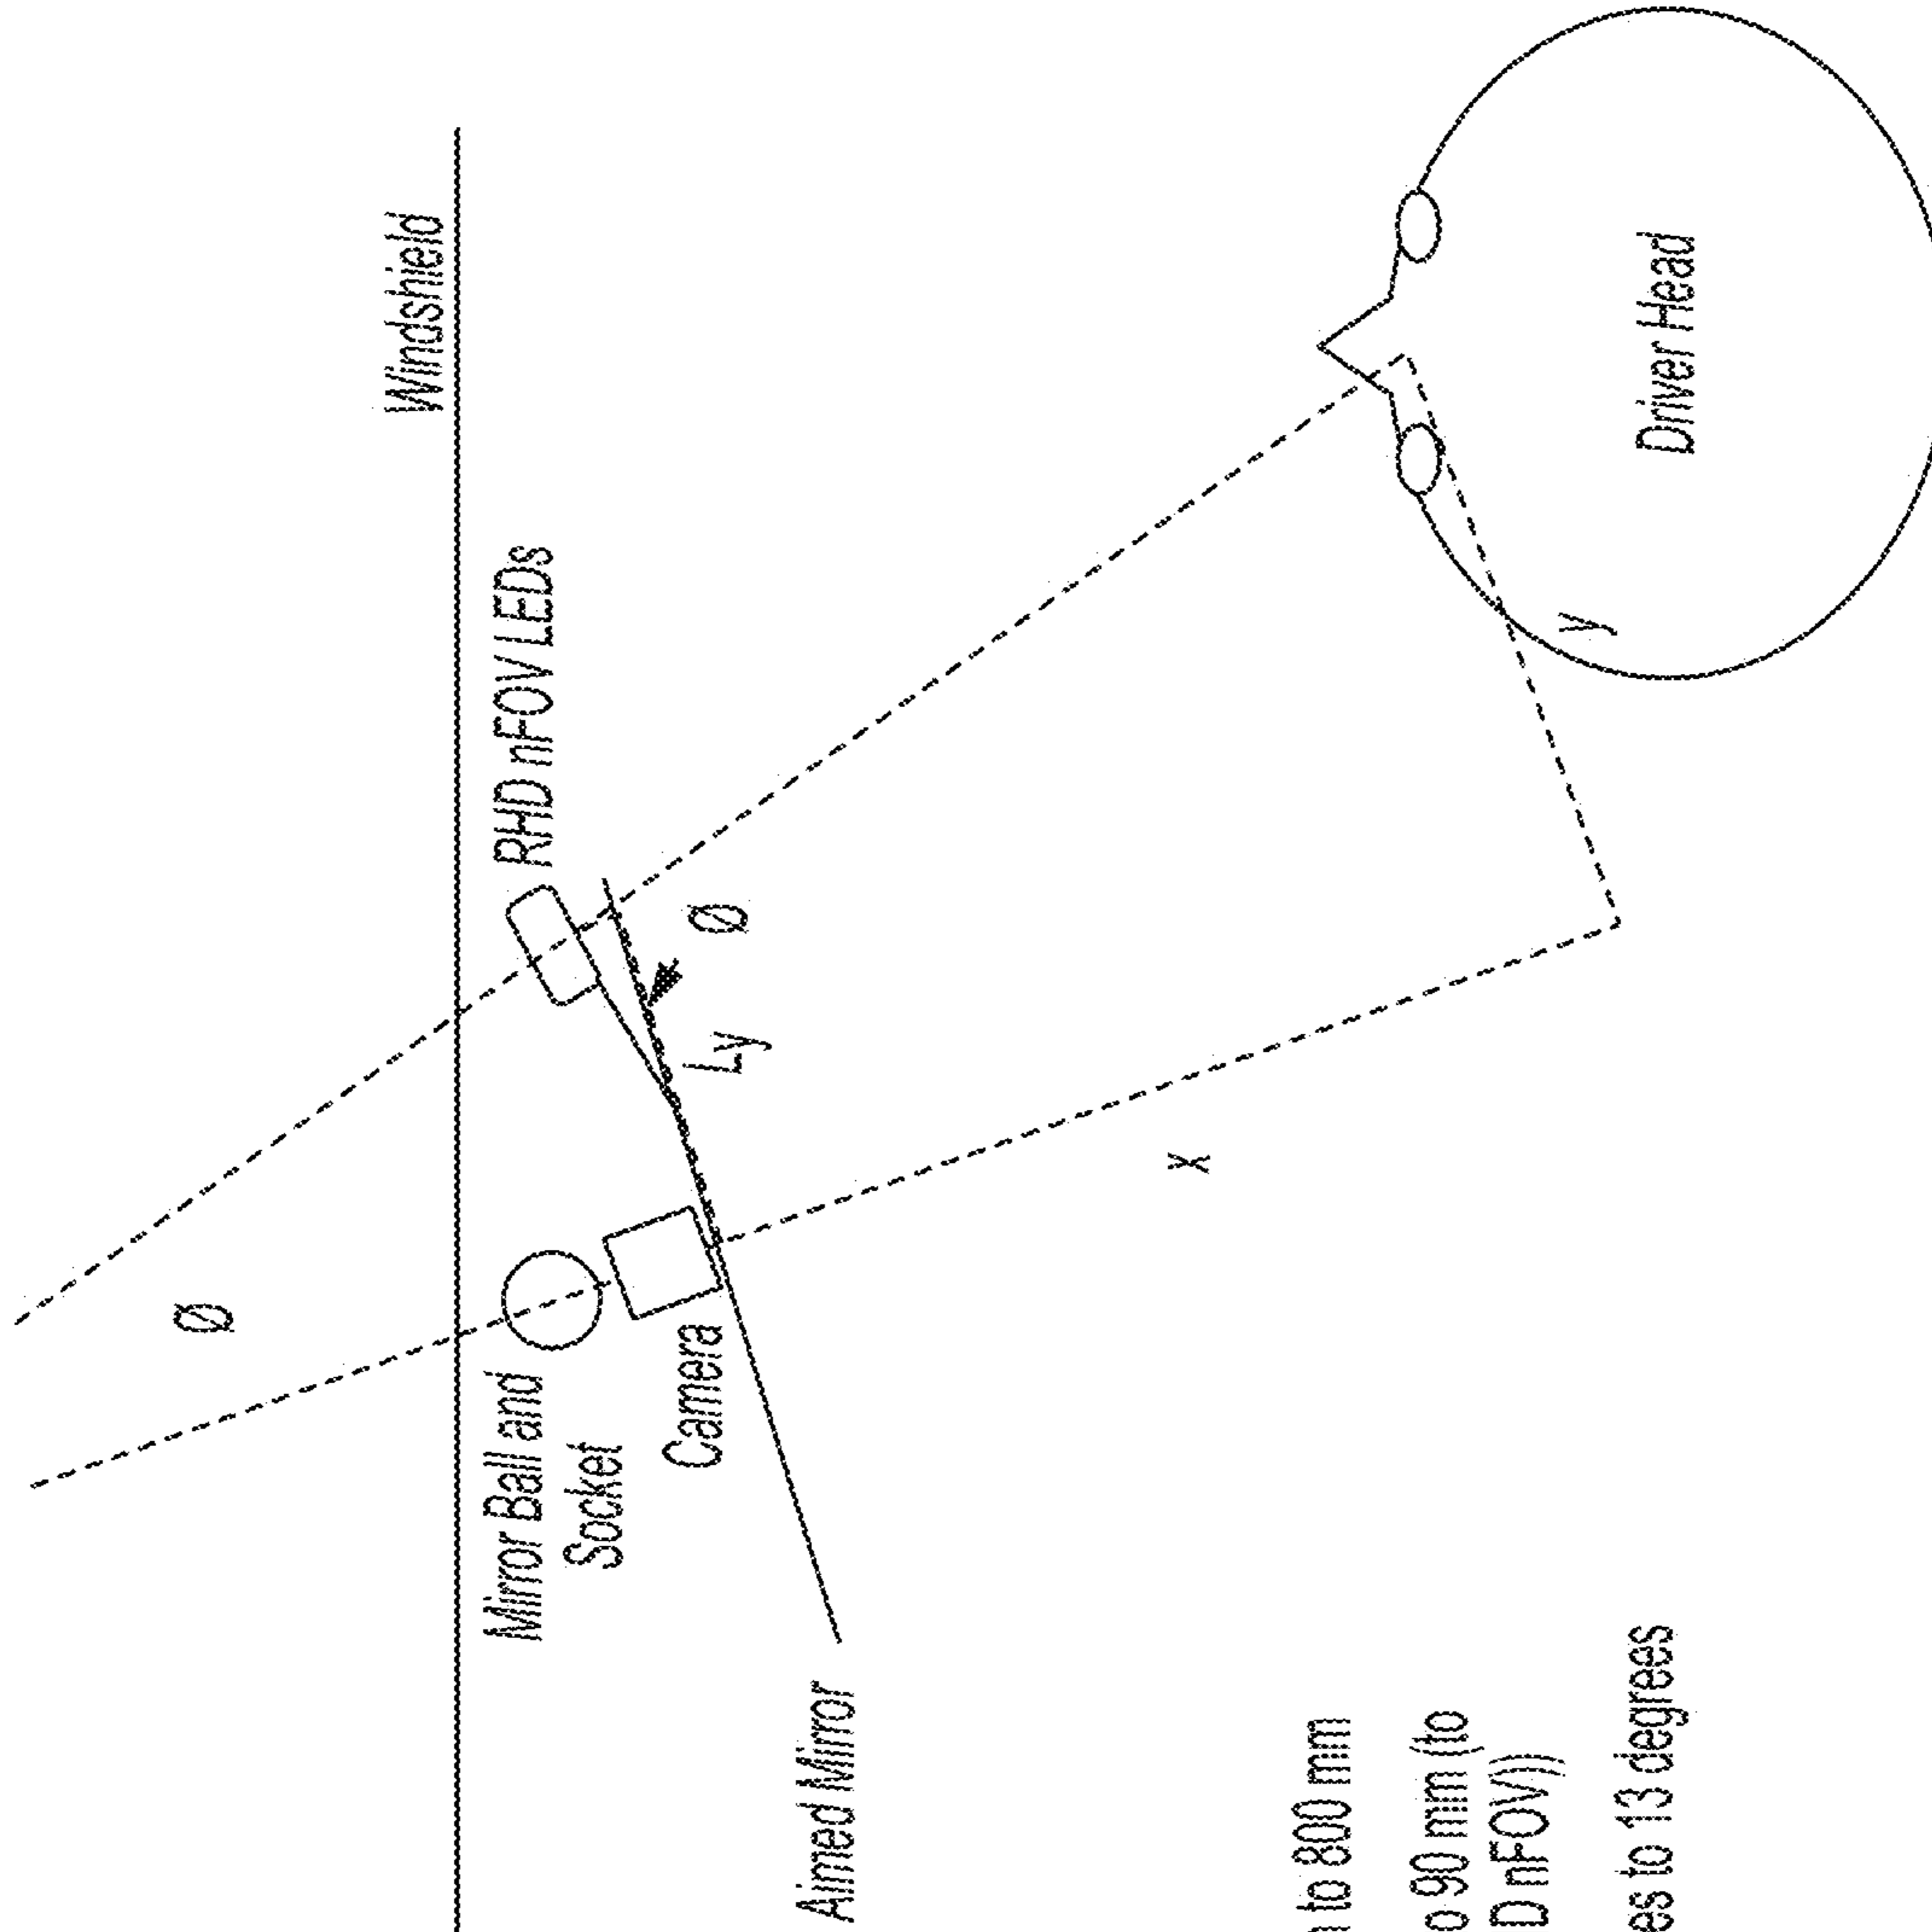 Windshield
RHD nFOV LEDs
Ø
Mirror Ball and
Socket
Camera
Ly
Ø
Aimed Mirror
x
y
Driver Head
to 800 mm
90 mm (to
nFOV))
to 13 degrees